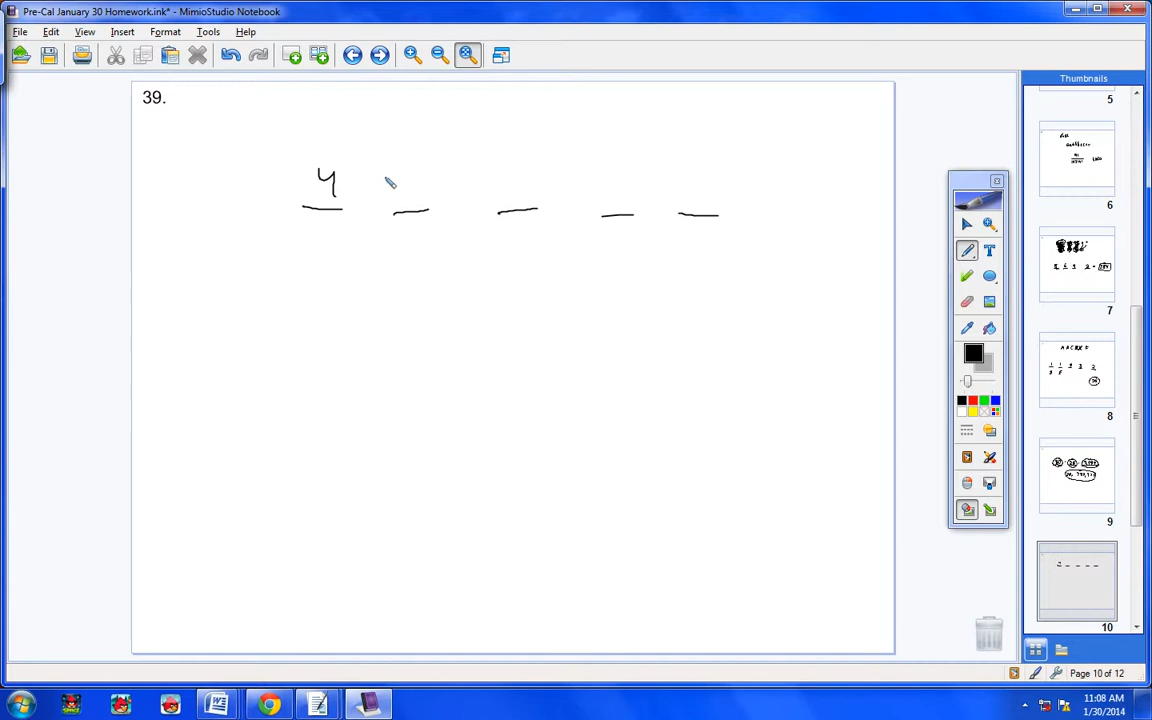 Pre-Cal January 30 Homework.ink* - MimioStudio Notebook
File Edit View Insert Format Tools Help
Thumbnails
39.
4
5
6
7
8
9
10
Page 10 of 12
11:08 AM
1/30/2014